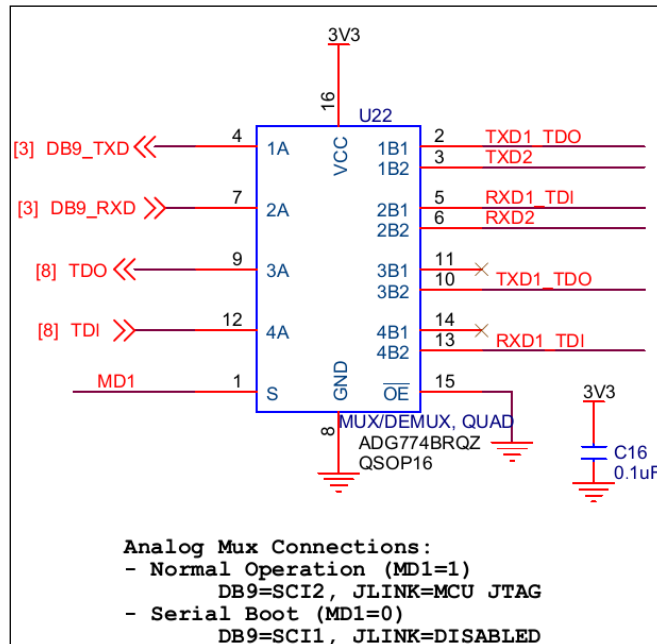 3V3
16
U22
[3] DB9_TXD 4 1A VCC 1B1 2 TXD1_TDO
1B2 3 TXD2
[3] DB9_RXD 7 2A 2B1 5 RXD1_TDI
2B2 6 RXD2
[8] TDO 9 3A 3B1 11
3B2 10 TXD1_TDO
[8] TDI 12 4A 4B1 14
4B2 13 RXD1_TDI
MD1 1 S GND OE 15
8
MUX/DEMUX, QUAD
ADG774BRQZ
QSOP16
3V3
C16
0.1uF
Analog Mux Connections:
- Normal Operation (MD1=1)
DB9=SCI2, JLINK=MCU JTAG
- Serial Boot (MD1=0)
DB9=SCI1, JLINK=DISABLED